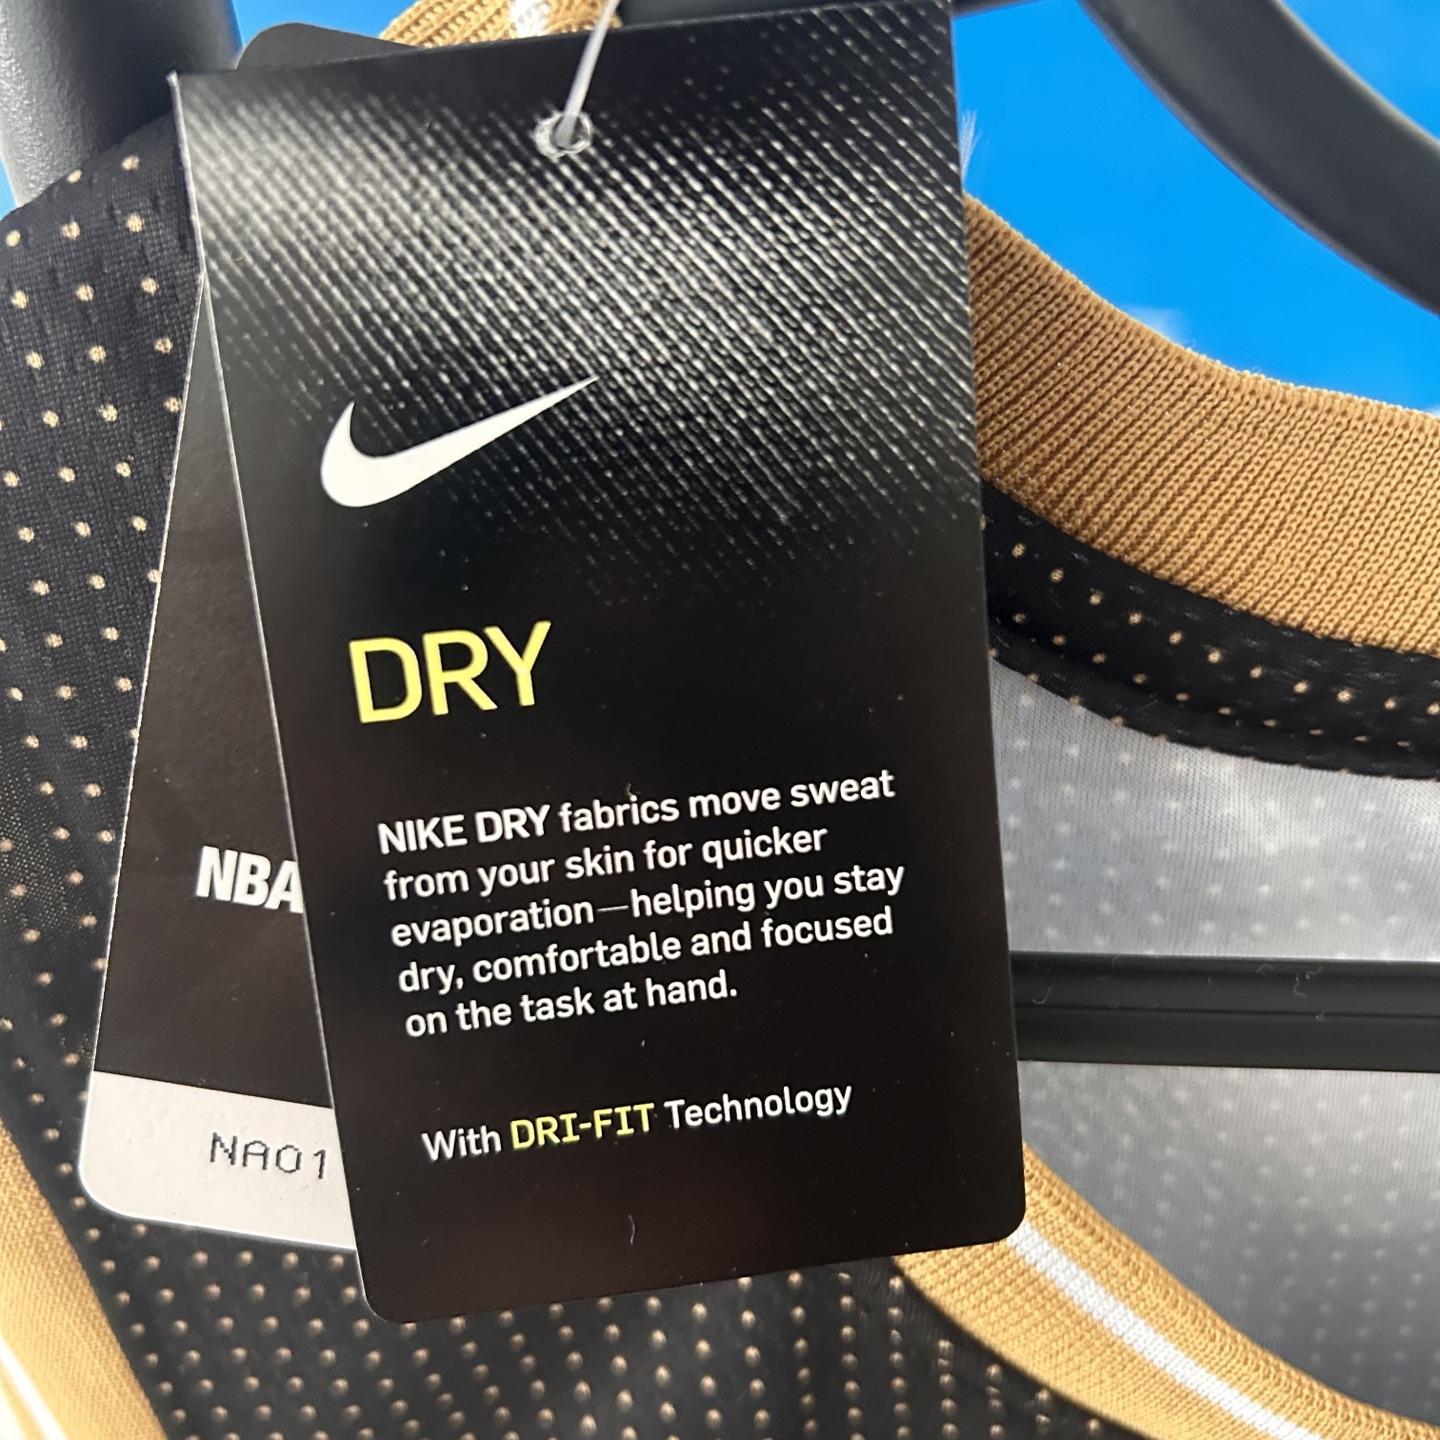 DRY
NIKE DRY fabrics move sweat
from your skin for quicker
evaporation—helping you stay
dry, comfortable and focused
on the task at hand.
With DRI-FIT Technology
NBA
NA01